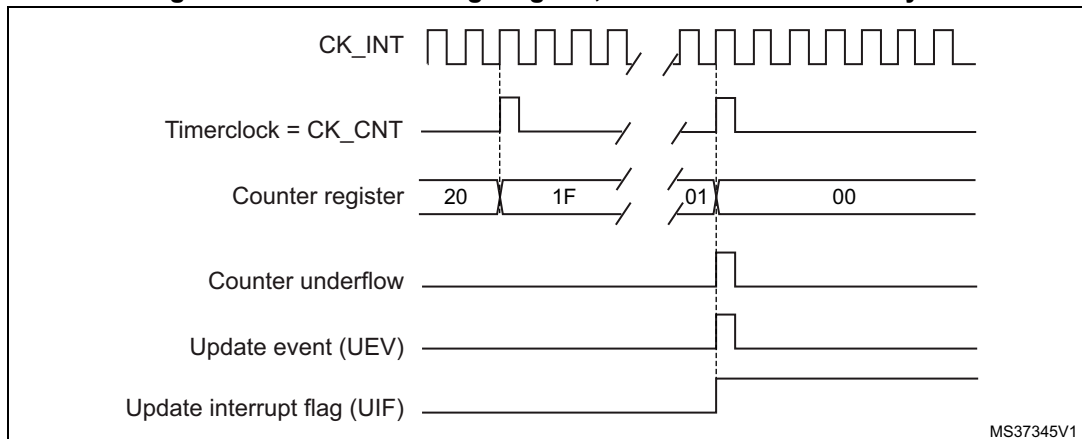 CK_INT
Timerclock = CK_CNT
Counter register
20
1F
01
00
Counter underflow
Update event (UEV)
Update interrupt flag (UIF)
MS37345V1